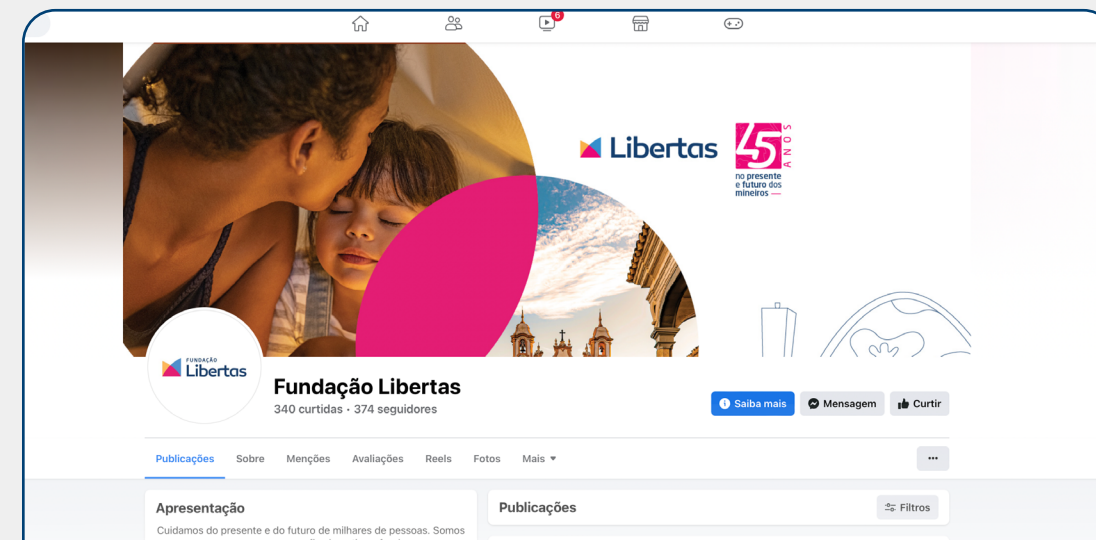 6
Libertas
45
ANOS
no presente
e futuro dos
mineiros
FUNDAÇÃO
Libertas
Fundação Libertas
340 curtidas · 374 seguidores
Saiba mais
Mensagem
Curtir
Publicações Sobre Menções Avaliações Reels Fotos Mais
Apresentação
Cuidamos do presente e do futuro de milhares de pessoas. Somos
Publicações
Filtros